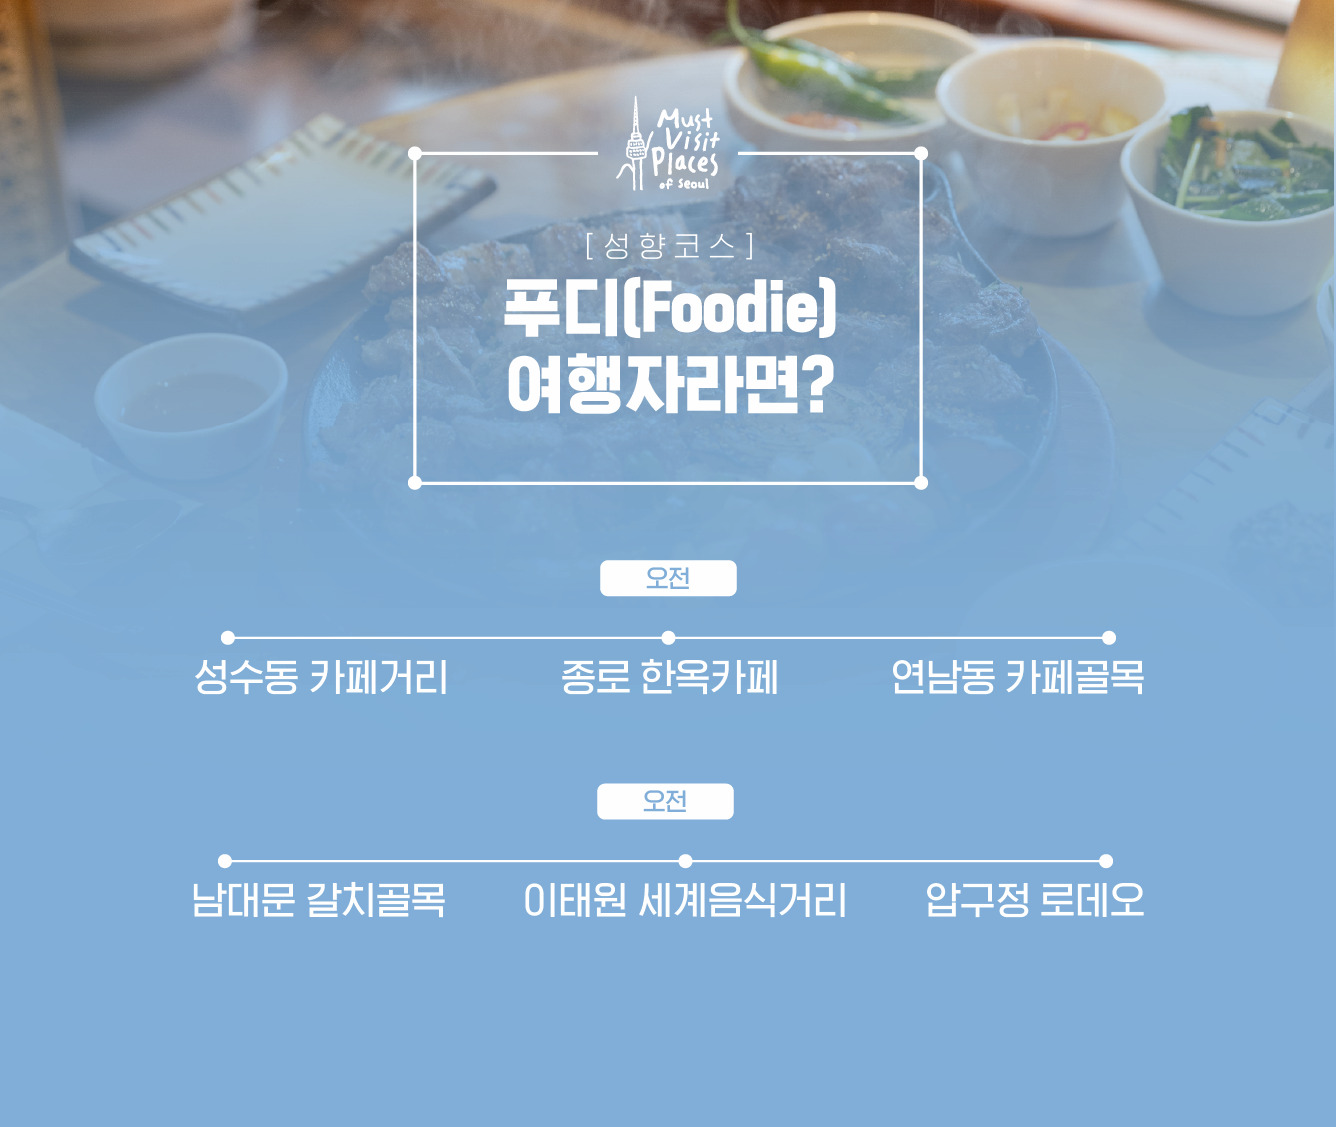 Must
Visit
Places
of Seoul
[성향코스]
푸디(Foodie)
여행자라면?
오전
성수동 카페거리 종로 한옥카페 연남동 카페골목
오전
남대문 갈치골목 이태원 세계음식거리 압구정 로데오